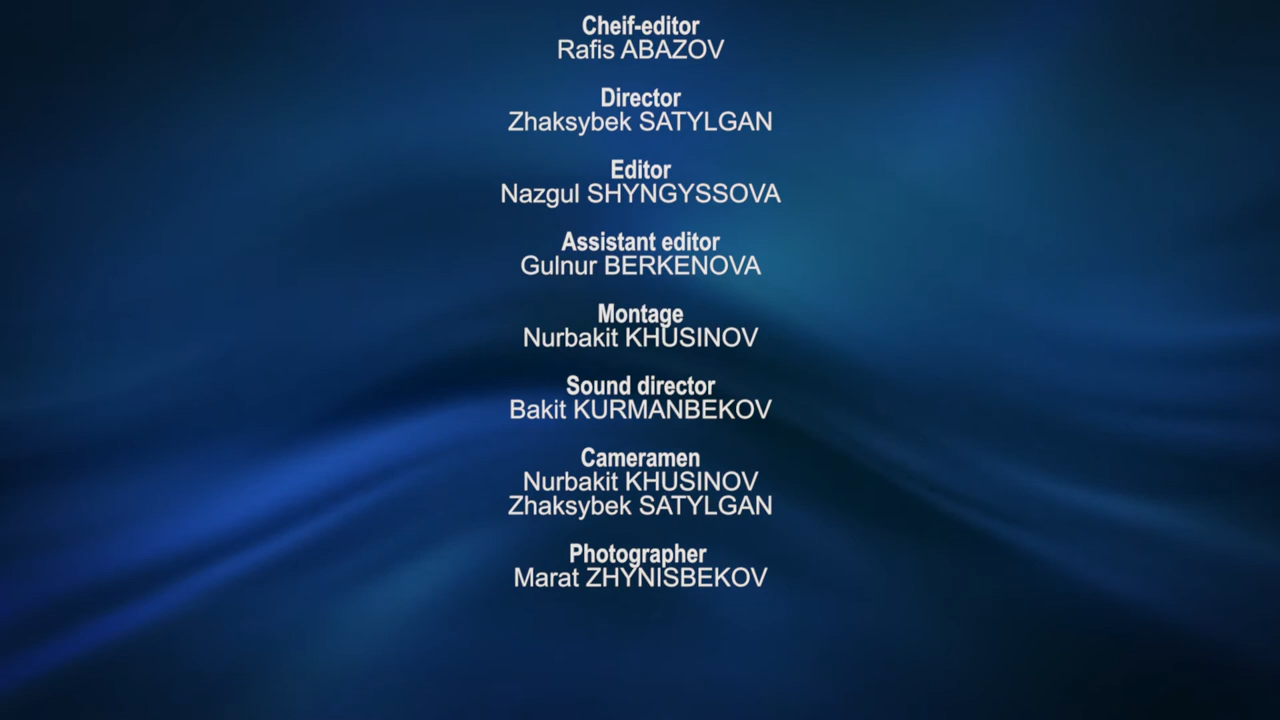 Cheif-editor
Rafis ABAZOV
Director
Zhaksybek SATYLGAN
Editor
Nazgul SHYNGYSSOVA
Assistant editor
Gulnur BERKENOVA
Montage
Nurbakit KHUSINOV
Sound director
Bakit KURMANBEKOV
Cameramen
Nurbakit KHUSINOV
Zhaksybek SATYLGAN
Photographer
Marat ZHYNISBEKOV